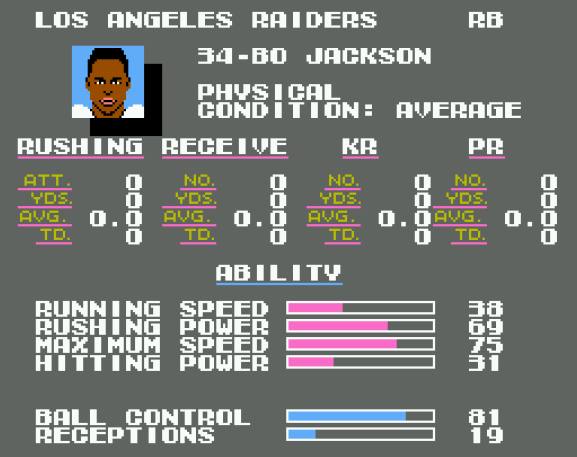 LOS ANGELES RAIDERS RB
34-BO JACKSON
PHYSICAL
CONDITION: AVERAGE
RUSHING RECEIVE KR PR
ATT. 0 NO. 0 NO. 0 NO. 0
YDS. 0 YDS. 0 YDS. 0 YDS. 0
AVG. 0.0 AVG. 0.0 AVG. 0.0 AVG. 0.0
TD. 0 TD. 0 TD. 0 TD. 0
ABILITY
RUNNING SPEED 38
RUSHING POWER 69
MAXIMUM SPEED 75
HITTING POWER 31
BALL CONTROL 81
RECEPTIONS 19